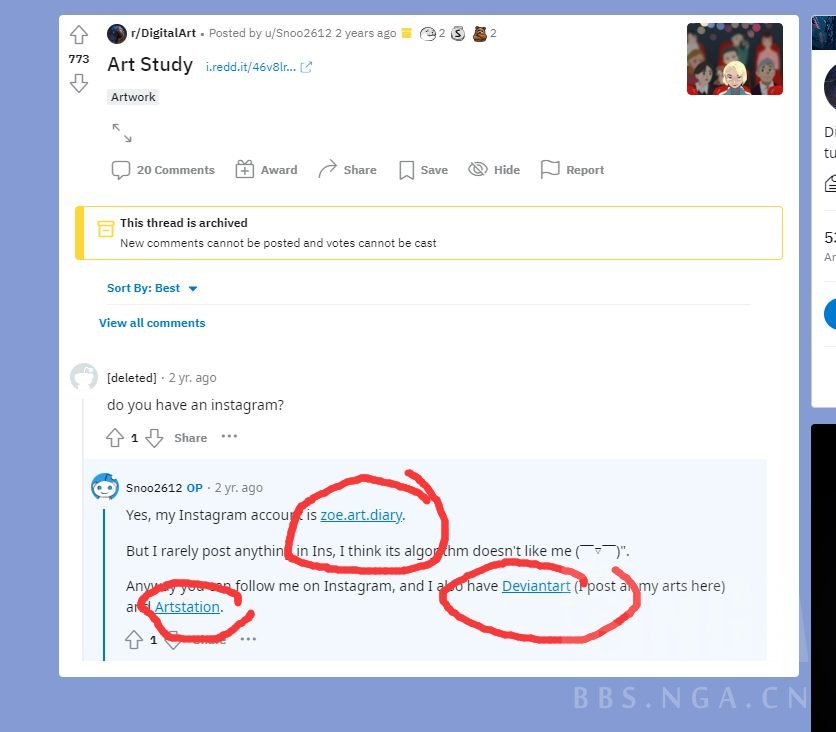 r/DigitalArt • Posted by u/Snoo2612 2 years ago 2 2
773
Art Study i.redd.it/46v8lr...
Artwork
20 Comments Award Share Save Hide Report
This thread is archived
New comments cannot be posted and votes cannot be cast
Sort By: Best
View all comments
[deleted] · 2 yr. ago
do you have an instagram?
1 Share •••
Snoo2612 OP · 2 yr. ago
Yes, my Instagram account is zoe.art.diary.
But I rarely post anything in Ins, I think its algorithm doesn't like me (￣▿￣)".
Anyway you can follow me on Instagram, and I also have Deviantart (I post all my arts here)
and Artstation.
1 Share •••
BBS.NGA.CN